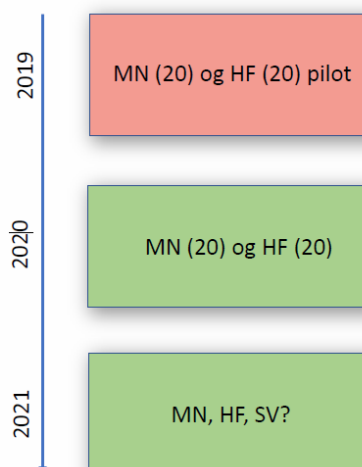 2019
MN (20) og HF (20) pilot
2020
MN (20) og HF (20)
2021
MN, HF, SV?